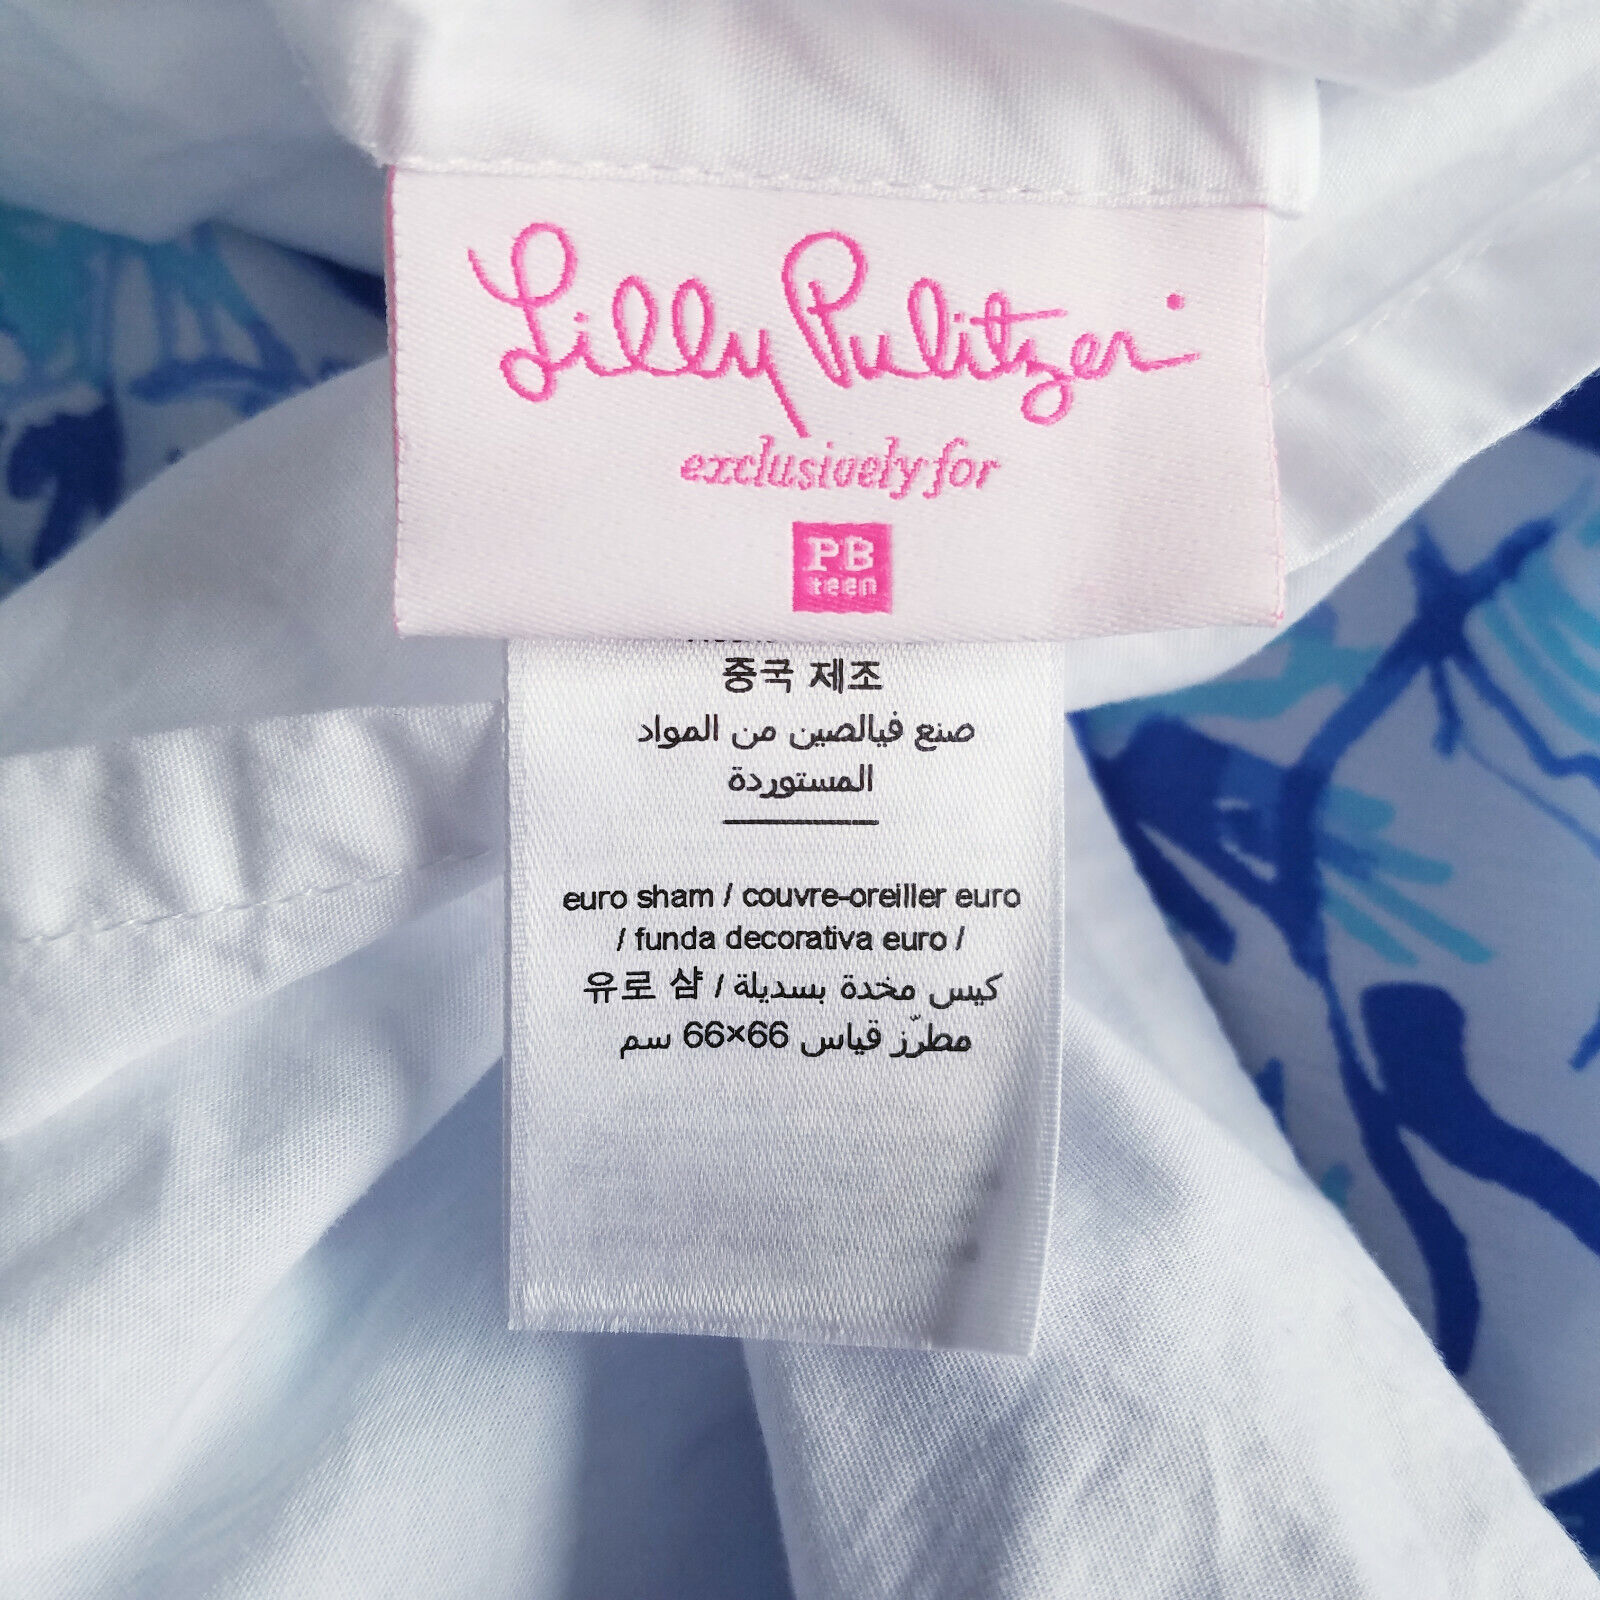 Lilly Pulitzer
exclusively for
PB
teen
중국 제조
صنع فيالصين من المواد
المستوردة
euro sham / couvre-oreiller euro
/ funda decorativa euro /
유로 샴 / كيس مخدة بسديلة
مطرّز قياس 66×66 سم